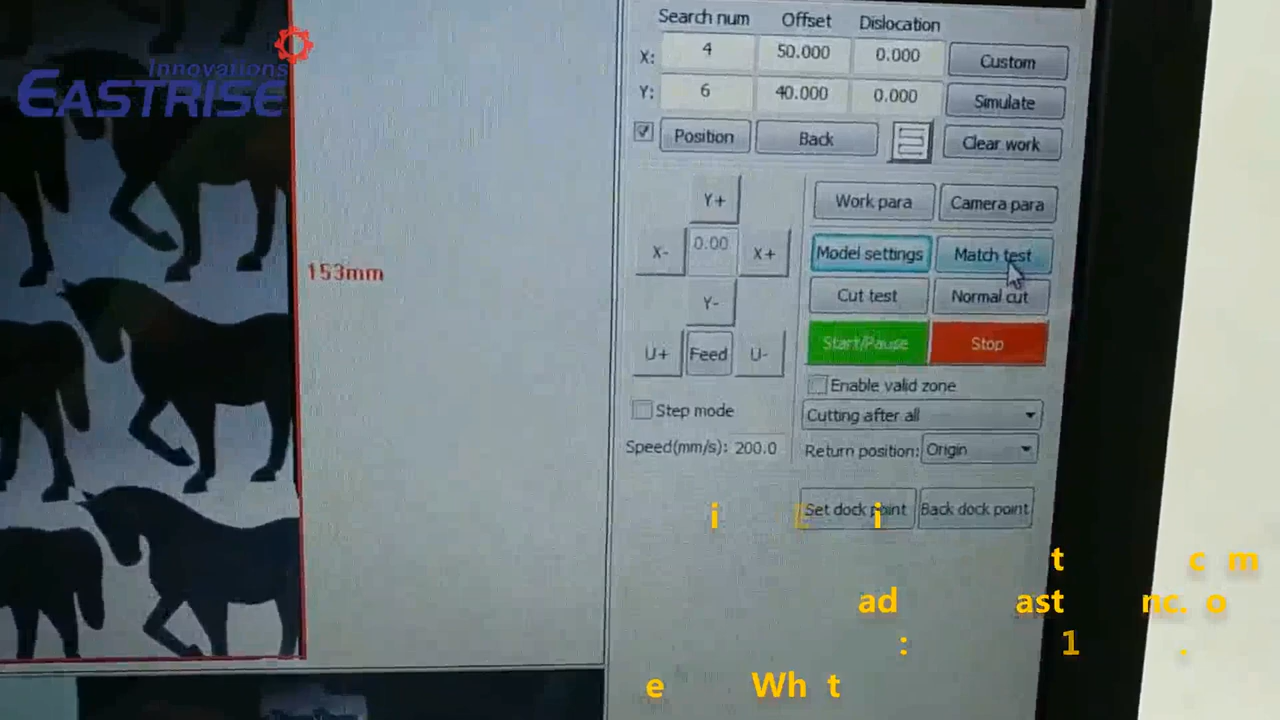 Search num Offset Dislocation
X: 4 50.000 0.000 Custom
Y: 6 40.000 0.000 Simulate
Position Back Clear work
Innovations
EASTRISE
Y+ Work para Camera para
X- 0.00 X+ Model settings Match test
153mm
Y- Cut test Normal cut
U+ Feed U- Start/Pause Stop
Enable valid zone
Step mode Cutting after all
Speed(mm/s): 200.0 Return position: Origin
Set dock point Back dock point